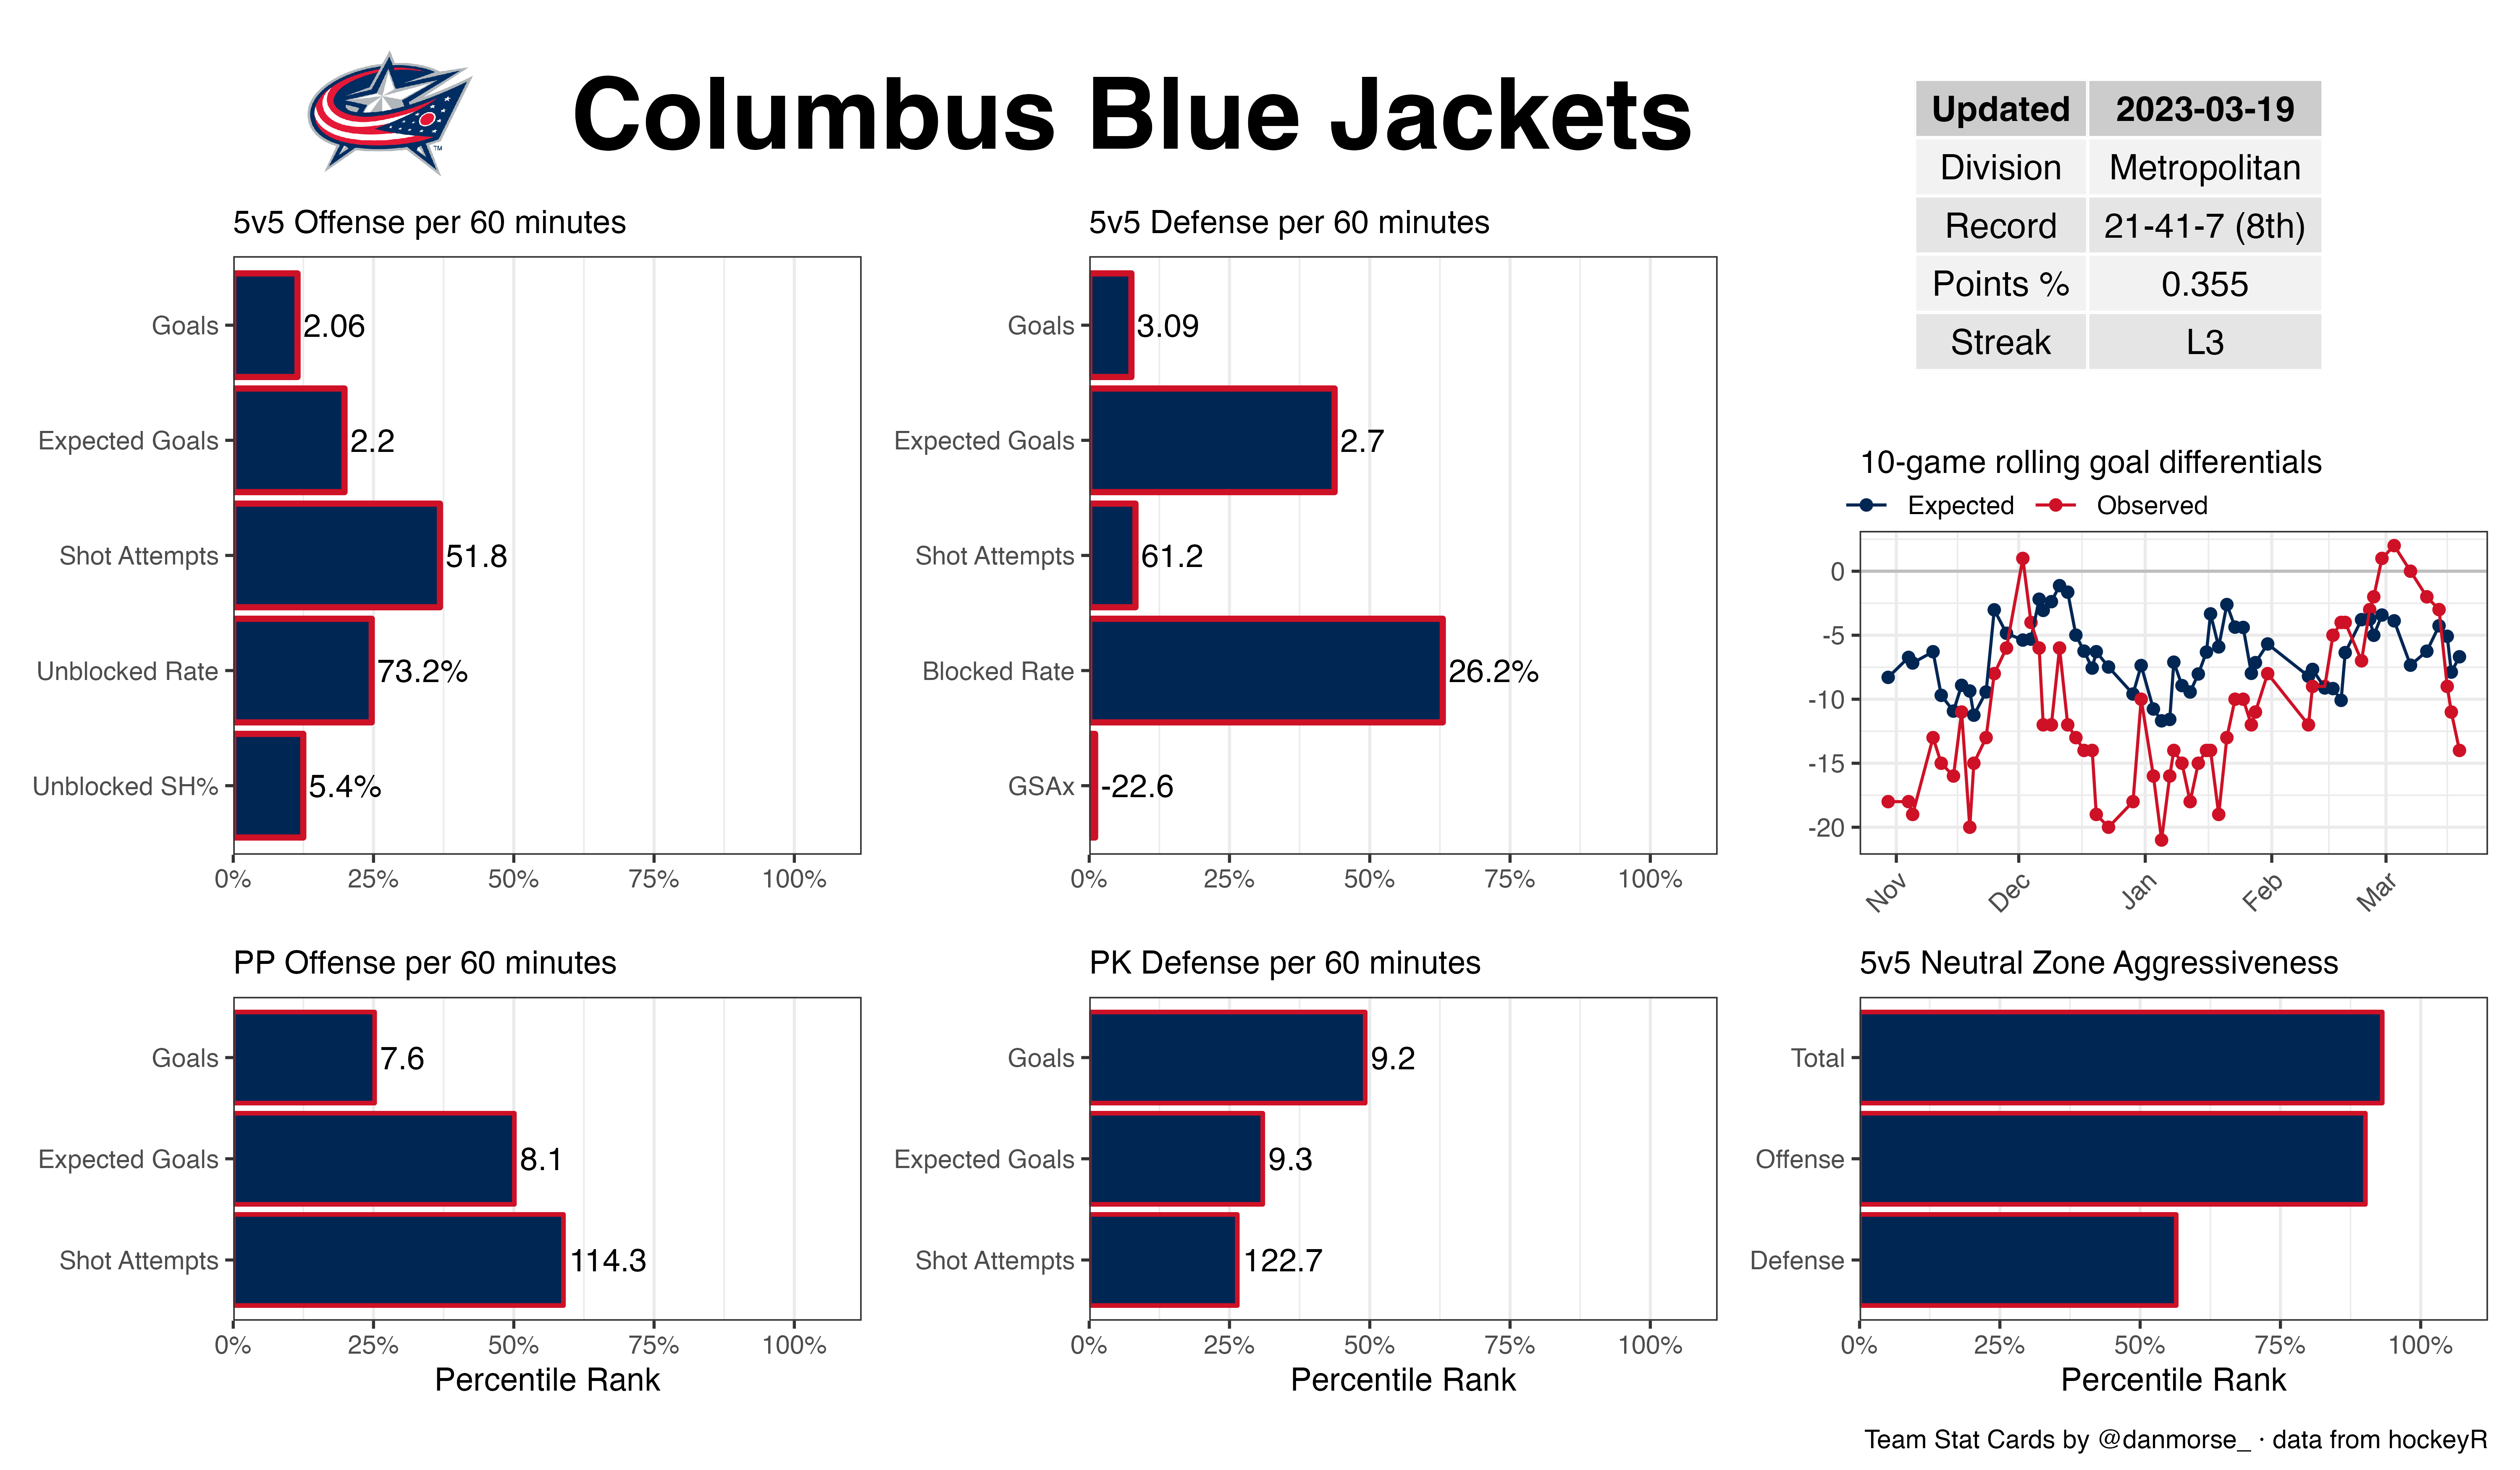 Columbus Blue Jackets
Updated 2023-03-19
Division Metropolitan
Record 21-41-7 (8th)
Points % 0.355
Streak L3
5v5 Offense per 60 minutes
Goals 2.06
Expected Goals 2.2
Shot Attempts 51.8
Unblocked Rate 73.2%
Unblocked SH% 5.4%
0% 25% 50% 75% 100%
5v5 Defense per 60 minutes
Goals 3.09
Expected Goals 2.7
Shot Attempts 61.2
Blocked Rate 26.2%
GSAx -22.6
0% 25% 50% 75% 100%
10-game rolling goal differentials
Expected Observed
0
-5
-10
-15
-20
Nov Dec Jan Feb Mar
PP Offense per 60 minutes
Goals 7.6
Expected Goals 8.1
Shot Attempts 114.3
0% 25% 50% 75% 100%
Percentile Rank
PK Defense per 60 minutes
Goals 9.2
Expected Goals 9.3
Shot Attempts 122.7
0% 25% 50% 75% 100%
Percentile Rank
5v5 Neutral Zone Aggressiveness
Total
Offense
Defense
0% 25% 50% 75% 100%
Percentile Rank
Team Stat Cards by @danmorse_ · data from hockeyR